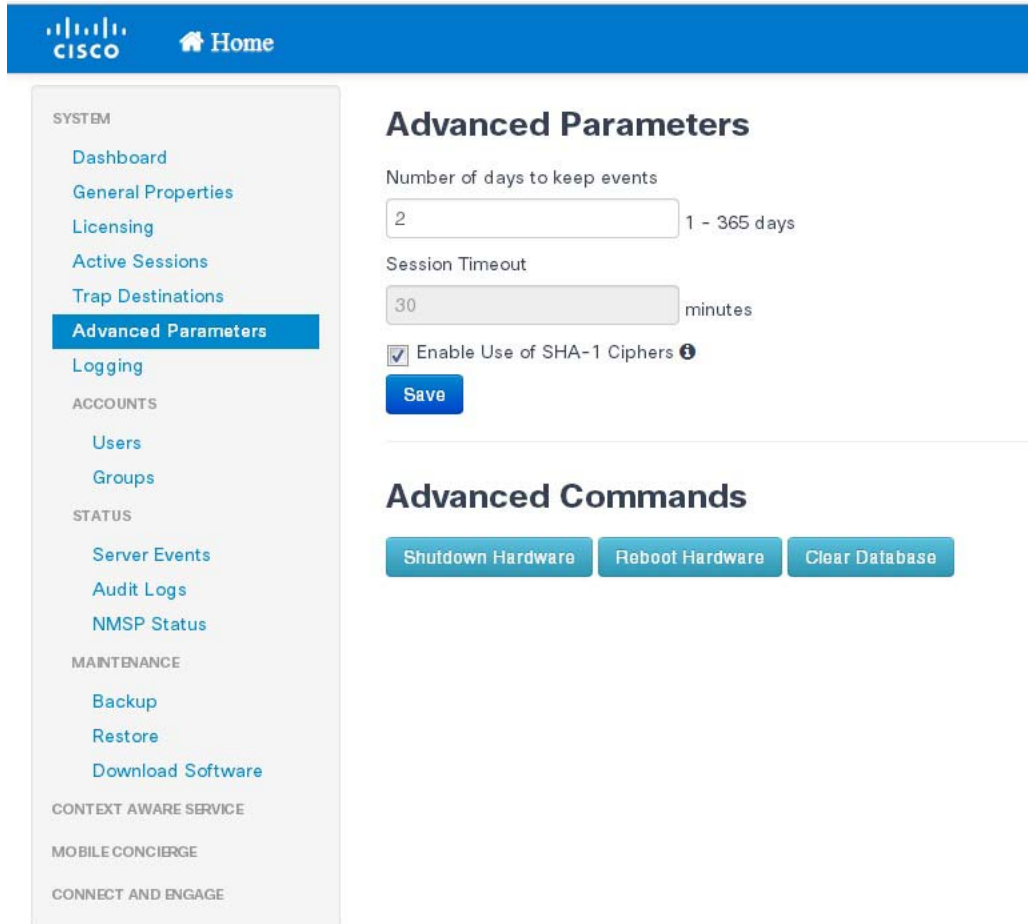 CISCO
Home
SYSTEM
Dashboard
General Properties
Licensing
Active Sessions
Trap Destinations
Advanced Parameters
Logging
ACCOUNTS
Users
Groups
STATUS
Server Events
Audit Logs
NMSP Status
MAINTENANCE
Backup
Restore
Download Software
CONTEXT AWARE SERVICE
MOBILE CONCIERGE
CONNECT AND ENGAGE
Advanced Parameters
Number of days to keep events
2 1 - 365 days
Session Timeout
30 minutes
Enable Use of SHA-1 Ciphers
Save
Advanced Commands
Shutdown Hardware Reboot Hardware Clear Database